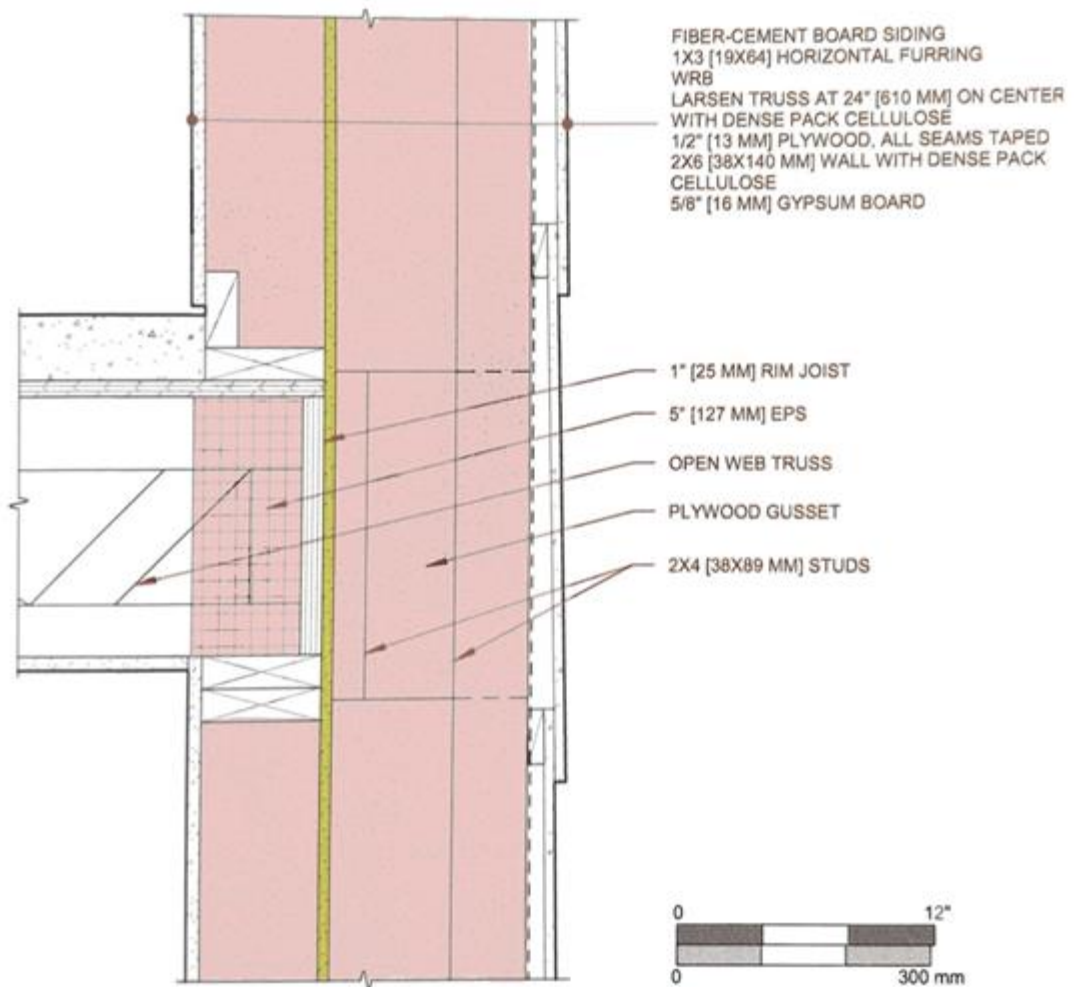 FIBER-CEMENT BOARD SIDING
1X3 [19X64] HORIZONTAL FURRING
WRB
LARSEN TRUSS AT 24" [610 MM] ON CENTER
WITH DENSE PACK CELLULOSE
1/2" [13 MM] PLYWOOD, ALL SEAMS TAPED
2X6 [38X140 MM] WALL WITH DENSE PACK
CELLULOSE
5/8" [16 MM] GYPSUM BOARD
1" [25 MM] RIM JOIST
5" [127 MM] EPS
OPEN WEB TRUSS
PLYWOOD GUSSET
2X4 [38X89 MM] STUDS
0 12"
0 300 mm